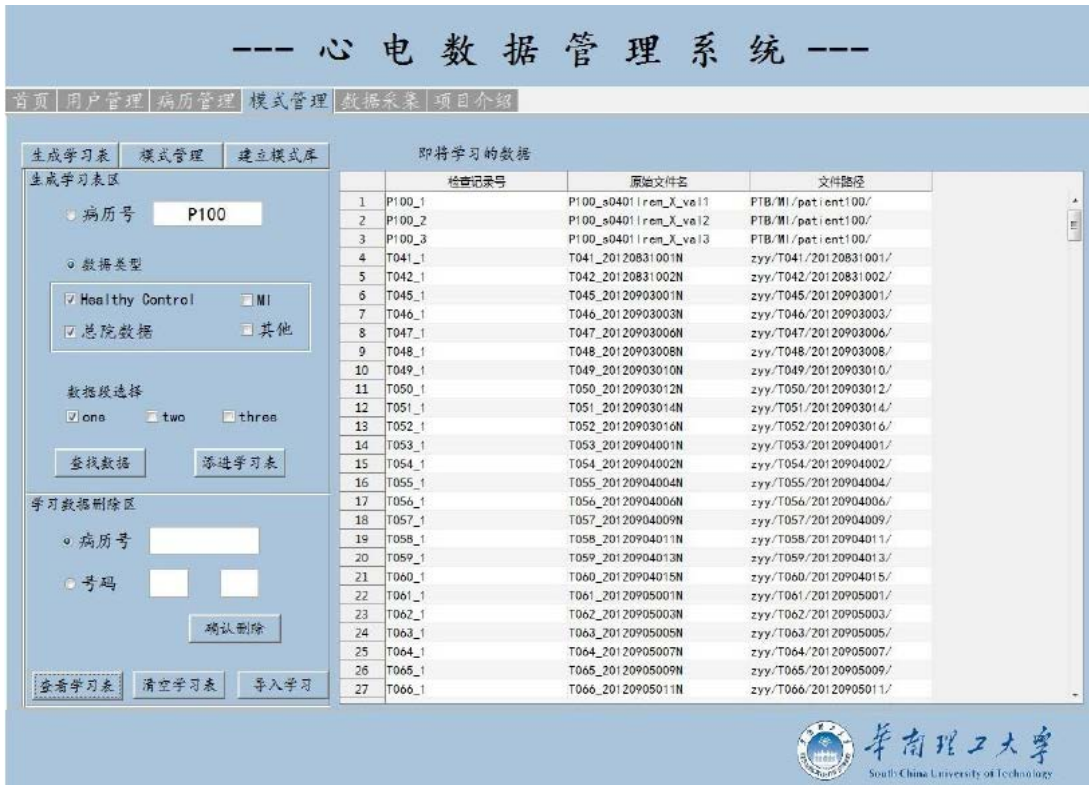 --- 心 电 数 据 管 理 系 统 ---
首页 用户管理 病历管理 模式管理 数据采集 项目介绍
生成学习表 模式管理 建立模式库
生成学习表区
病历号 P100
数据类型
Healthy Control MI
总院数据 其他
数据段选择
one two three
查找数据 添进学习表
学习数据删除区
病历号
号码
确认删除
查看学习表 清空学习表 导入学习
即将学习的数据
检查记录号 原始文件名 文件路径
1 P100_1 P100_s0401lrem_X_val1 PTB/MI/patient100/
2 P100_2 P100_s0401lrem_X_val2 PTB/MI/patient100/
3 P100_3 P100_s0401lrem_X_val3 PTB/MI/patient100/
4 T041_1 T041_20120831001N zyy/T041/20120831001/
5 T042_1 T042_20120831002N zyy/T042/20120831002/
6 T045_1 T045_20120903001N zyy/T045/20120903001/
7 T046_1 T046_20120903003N zyy/T046/20120903003/
8 T047_1 T047_20120903006N zyy/T047/20120903006/
9 T048_1 T048_20120903008N zyy/T048/20120903008/
10 T049_1 T049_20120903010N zyy/T049/20120903010/
11 T050_1 T050_20120903012N zyy/T050/20120903012/
12 T051_1 T051_20120903014N zyy/T051/20120903014/
13 T052_1 T052_20120903016N zyy/T052/20120903016/
14 T053_1 T053_20120904001N zyy/T053/20120904001/
15 T054_1 T054_20120904002N zyy/T054/20120904002/
16 T055_1 T055_20120904004N zyy/T055/20120904004/
17 T056_1 T056_20120904006N zyy/T056/20120904006/
18 T057_1 T057_20120904009N zyy/T057/20120904009/
19 T058_1 T058_20120904011N zyy/T058/20120904011/
20 T059_1 T059_20120904013N zyy/T059/20120904013/
21 T060_1 T060_20120904015N zyy/T060/20120904015/
22 T061_1 T061_20120905001N zyy/T061/20120905001/
23 T062_1 T062_20120905003N zyy/T062/20120905003/
24 T063_1 T063_20120905005N zyy/T063/20120905005/
25 T064_1 T064_20120905007N zyy/T064/20120905007/
26 T065_1 T065_20120905009N zyy/T065/20120905009/
27 T066_1 T066_20120905011N zyy/T066/20120905011/
华南理工大学
South China University of Technology